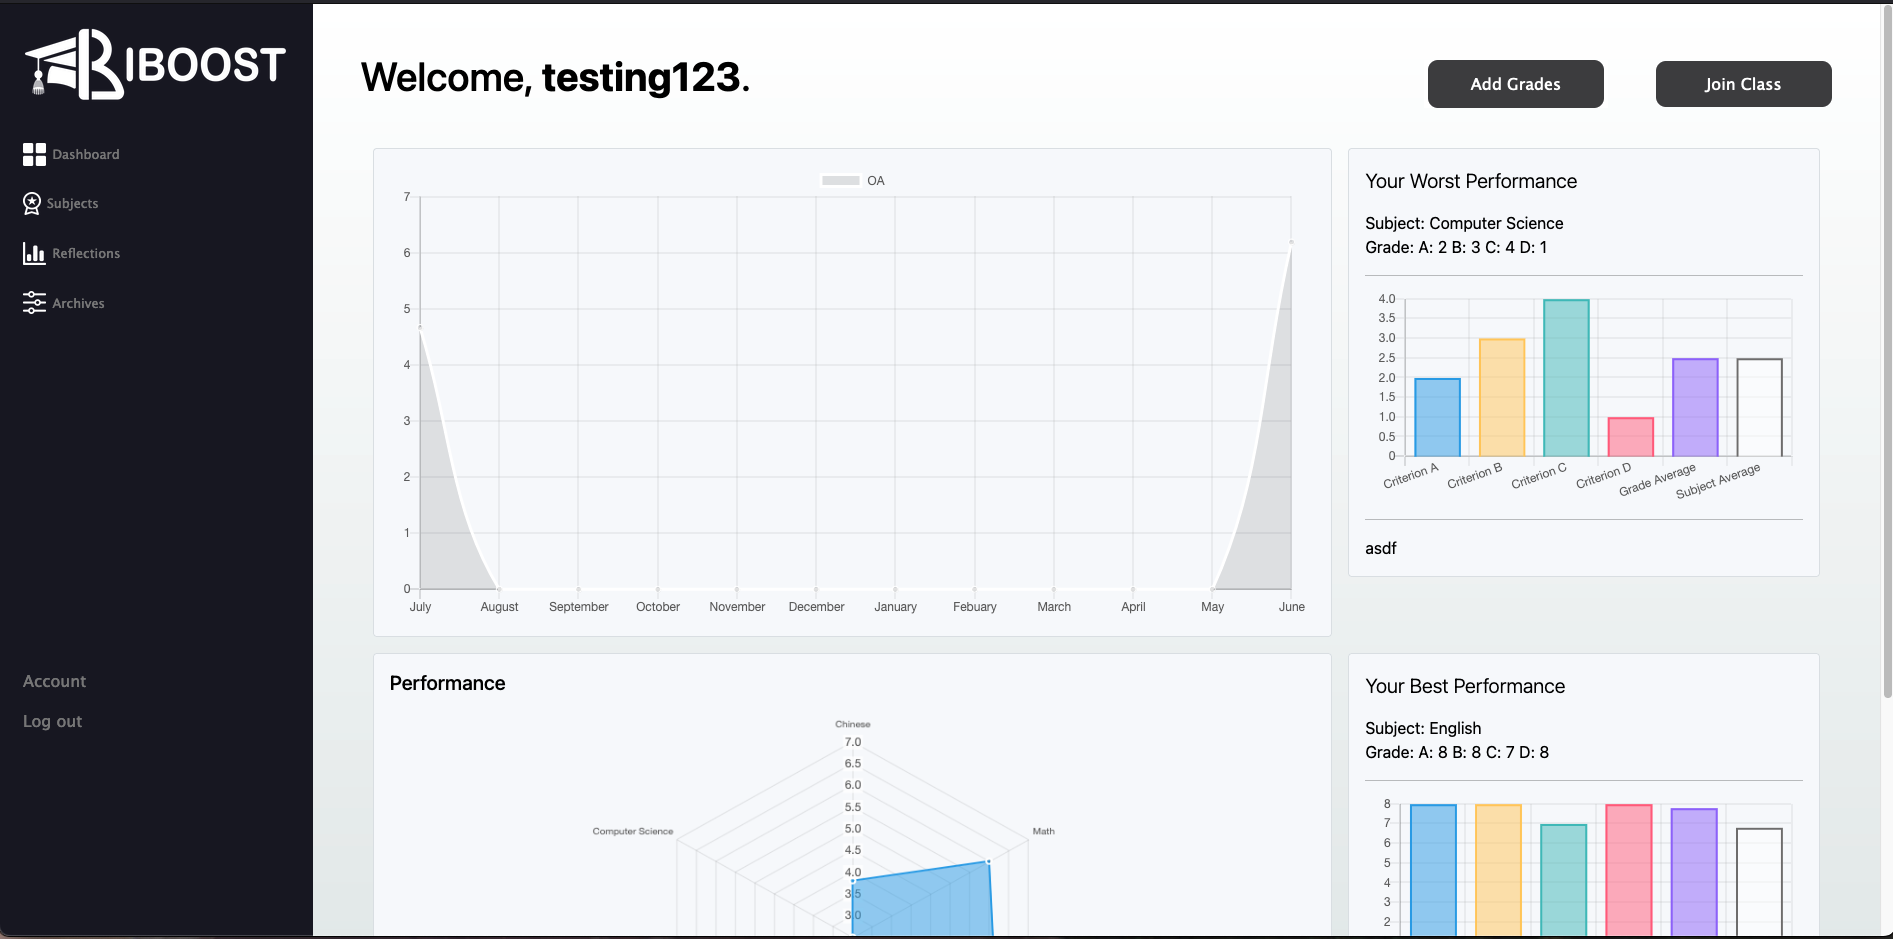 BIBOOST
Dashboard
Subjects
Reflections
Archives
Account
Log out
Welcome, testing123.
Add Grades
Join Class
OA
7
6
5
4
3
2
1
0
July August September October November December January Febuary March April May June
Your Worst Performance
Subject: Computer Science
Grade: A: 2 B: 3 C: 4 D: 1
4.0
3.5
3.0
2.5
2.0
1.5
1.0
0.5
0
Criterion A Criterion B Criterion C Criterion D Grade Average Subject Average
asdf
Performance
Chinese
7.0
6.5
6.0
5.5
5.0
4.5
4.0
3.5
3.0
Computer Science
Math
Your Best Performance
Subject: English
Grade: A: 8 B: 8 C: 7 D: 8
8
7
6
5
4
3
2